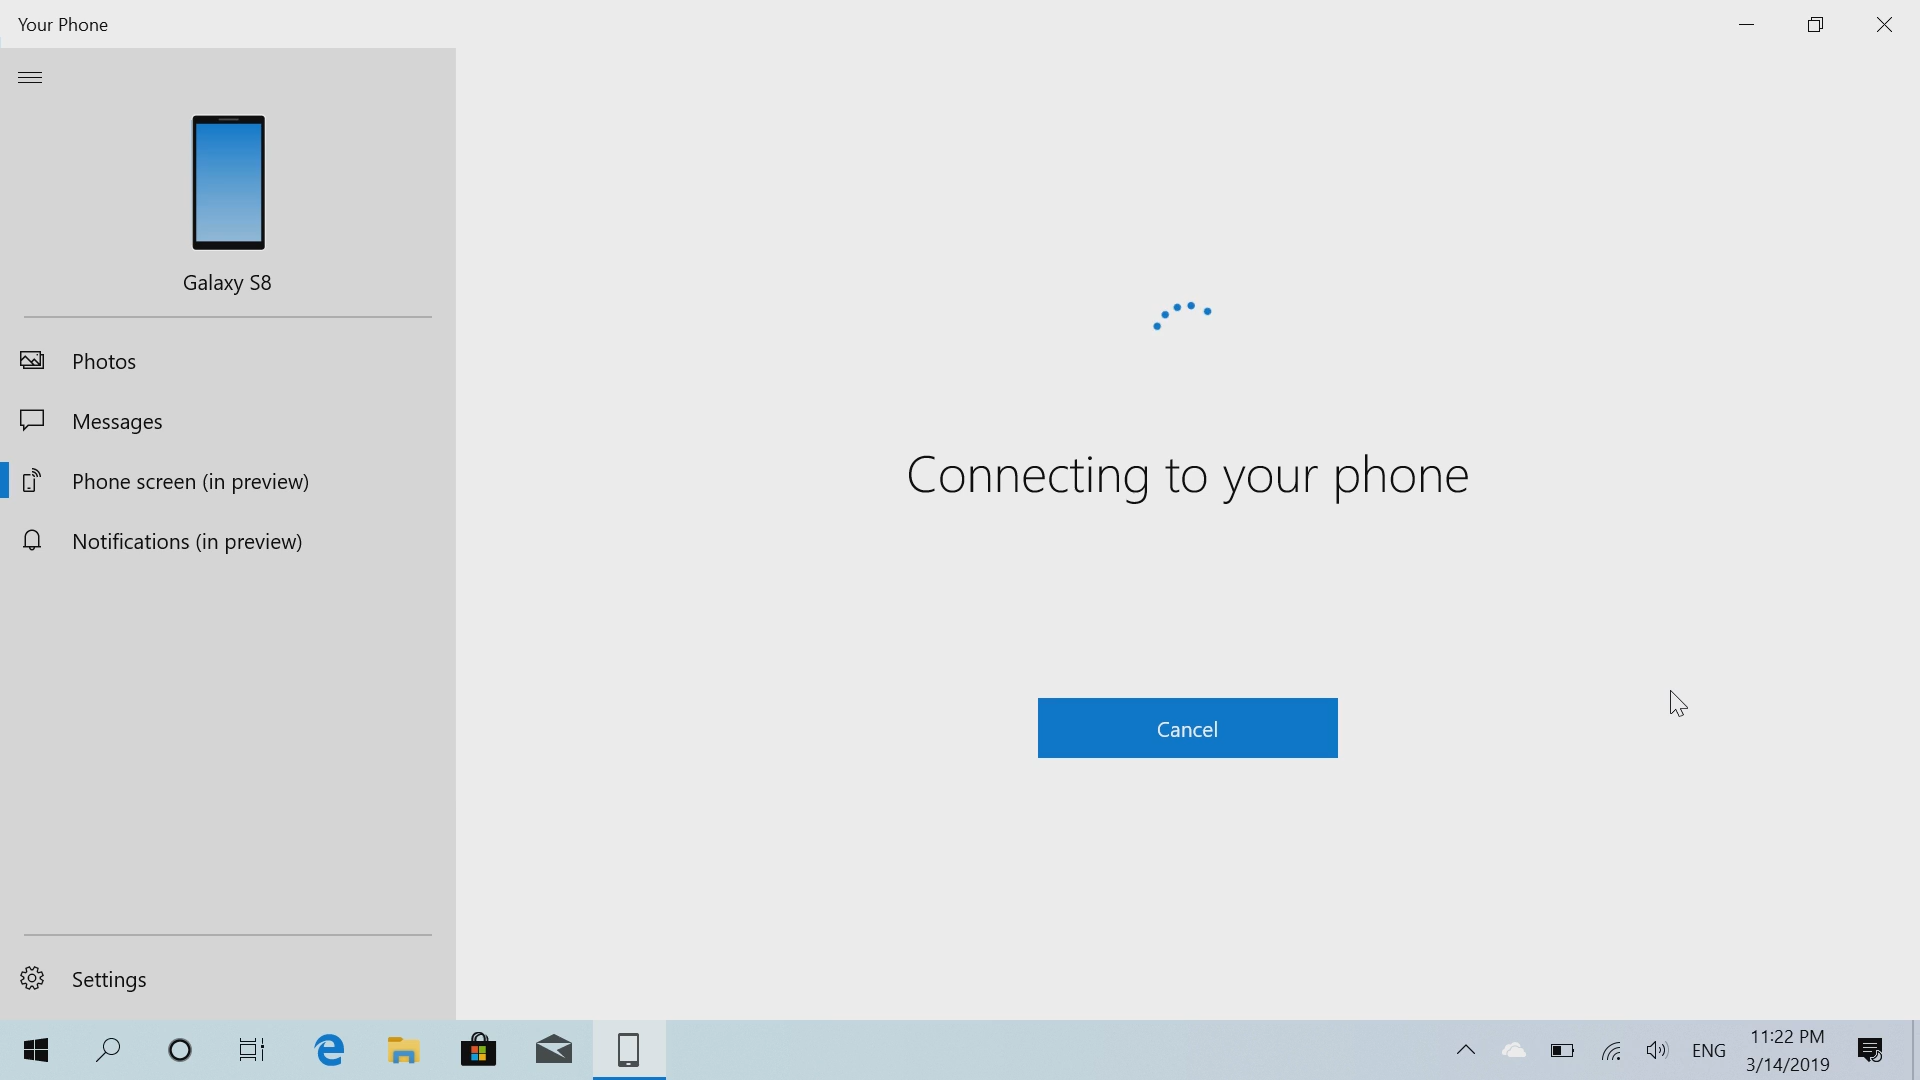 Your Phone
Galaxy S8
Photos
Messages
Phone screen (in preview)
Notifications (in preview)
Settings
Connecting to your phone
Cancel
ENG
11:22 PM
3/14/2019